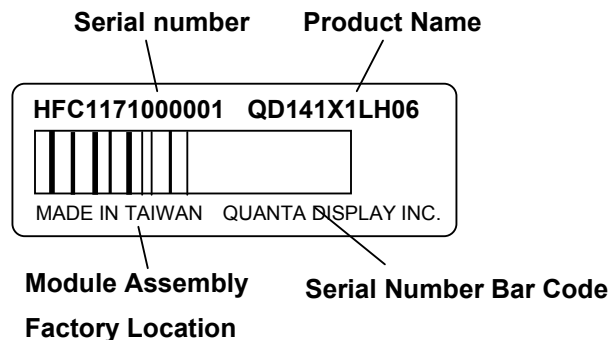 Serial number Product Name
HFC1171000001 QD141X1LH06
MADE IN TAIWAN QUANTA DISPLAY INC.
Module Assembly Serial Number Bar Code
Factory Location